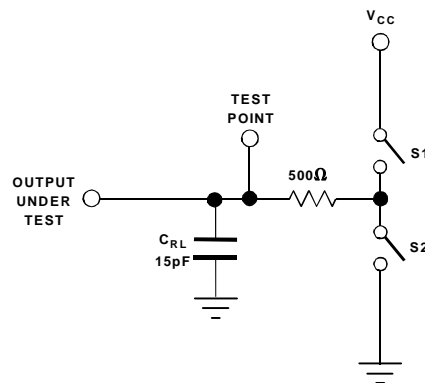 VCC
TEST
POINT
S1
500Ω
OUTPUT
UNDER
TEST
CRL
15pF
S2